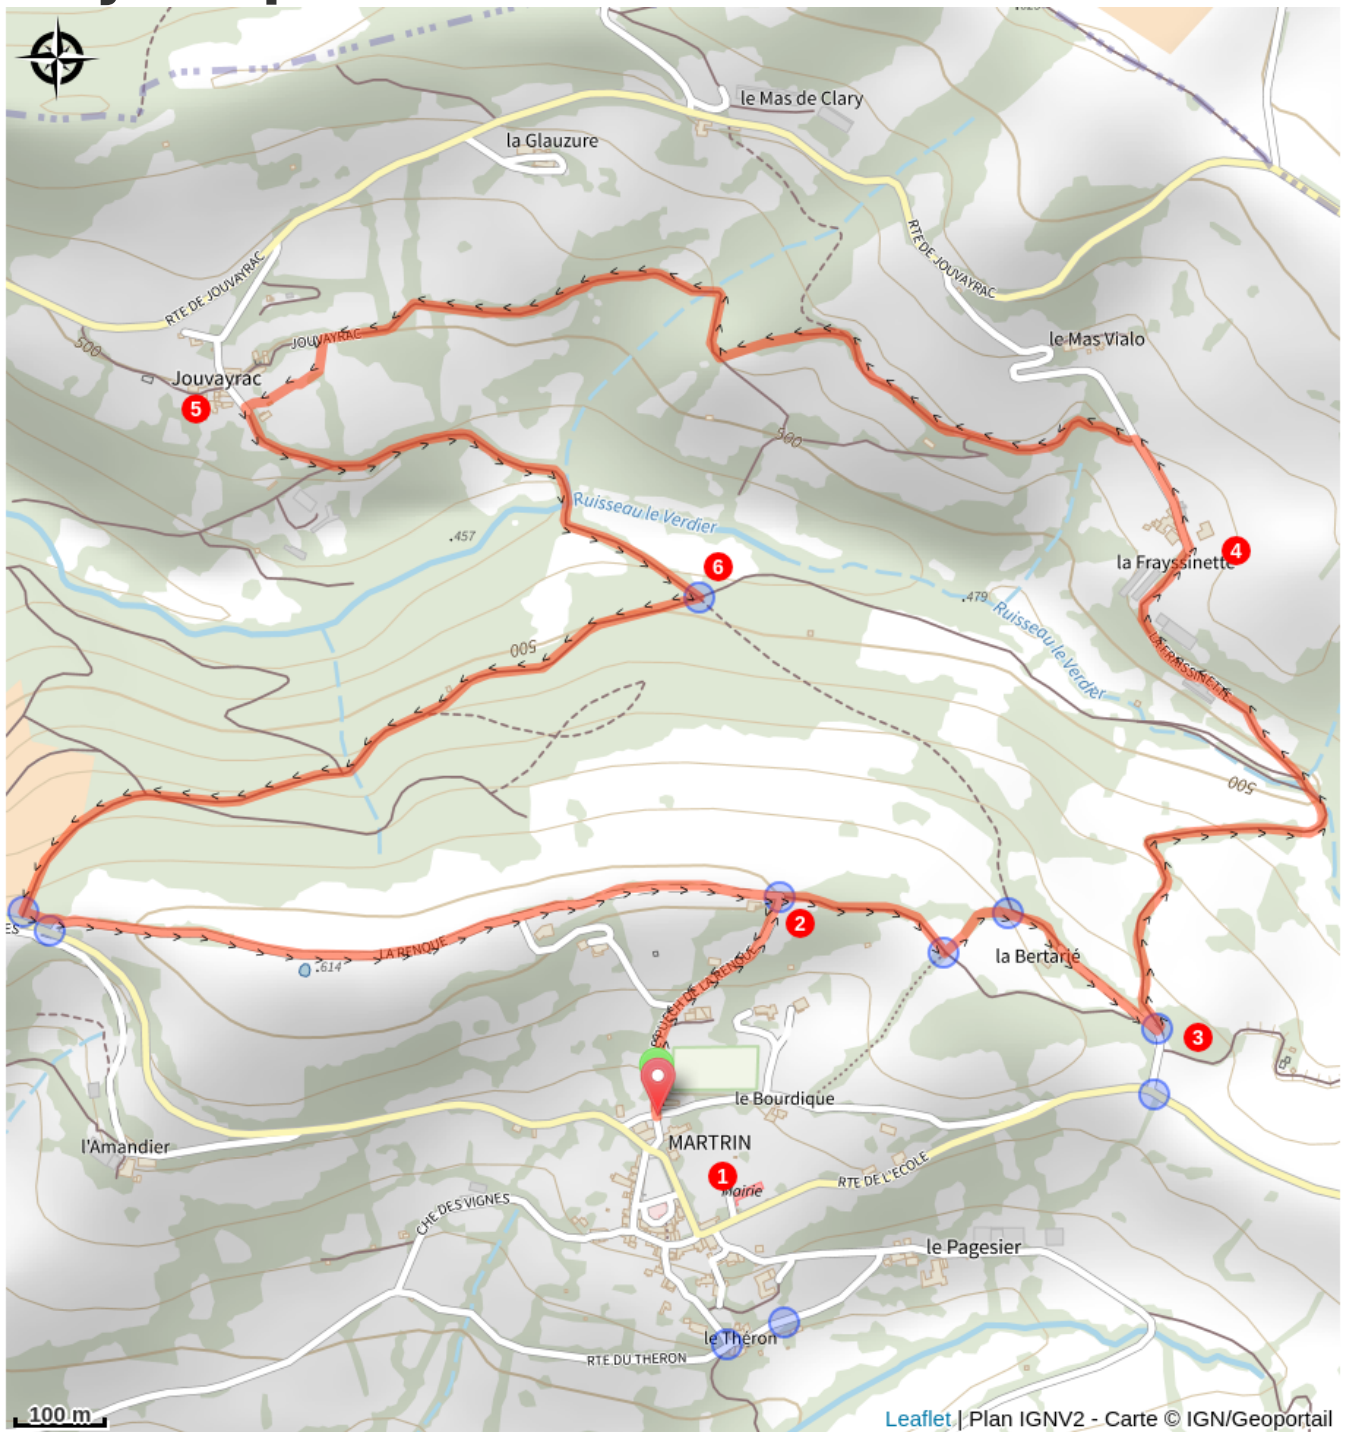 le Mas de Clary
la Glauzure
RTE DE JOUVAYRAC
RTE DE JOUVAYRAC
JOUVAYRAC
le Mas Vialo
500
Jouvayrac
5
500
Ruisseau le Verdier
.457
4
la Frayssinette
6
.479
Ruisseau le Verdier
500
500
LA RENQUE
.614
2
la Bertarié
PUECH DE LA RENQUE
3
le Bourdique
MARTRIN
l'Amandier
1
Mairie
RTE DE L'ECOLE
CHE DES VIGNES
le Pagesier
le Théron
RTE DU THERON
100 m
Leaflet | Plan IGNV2 - Carte © IGN/Geoportail